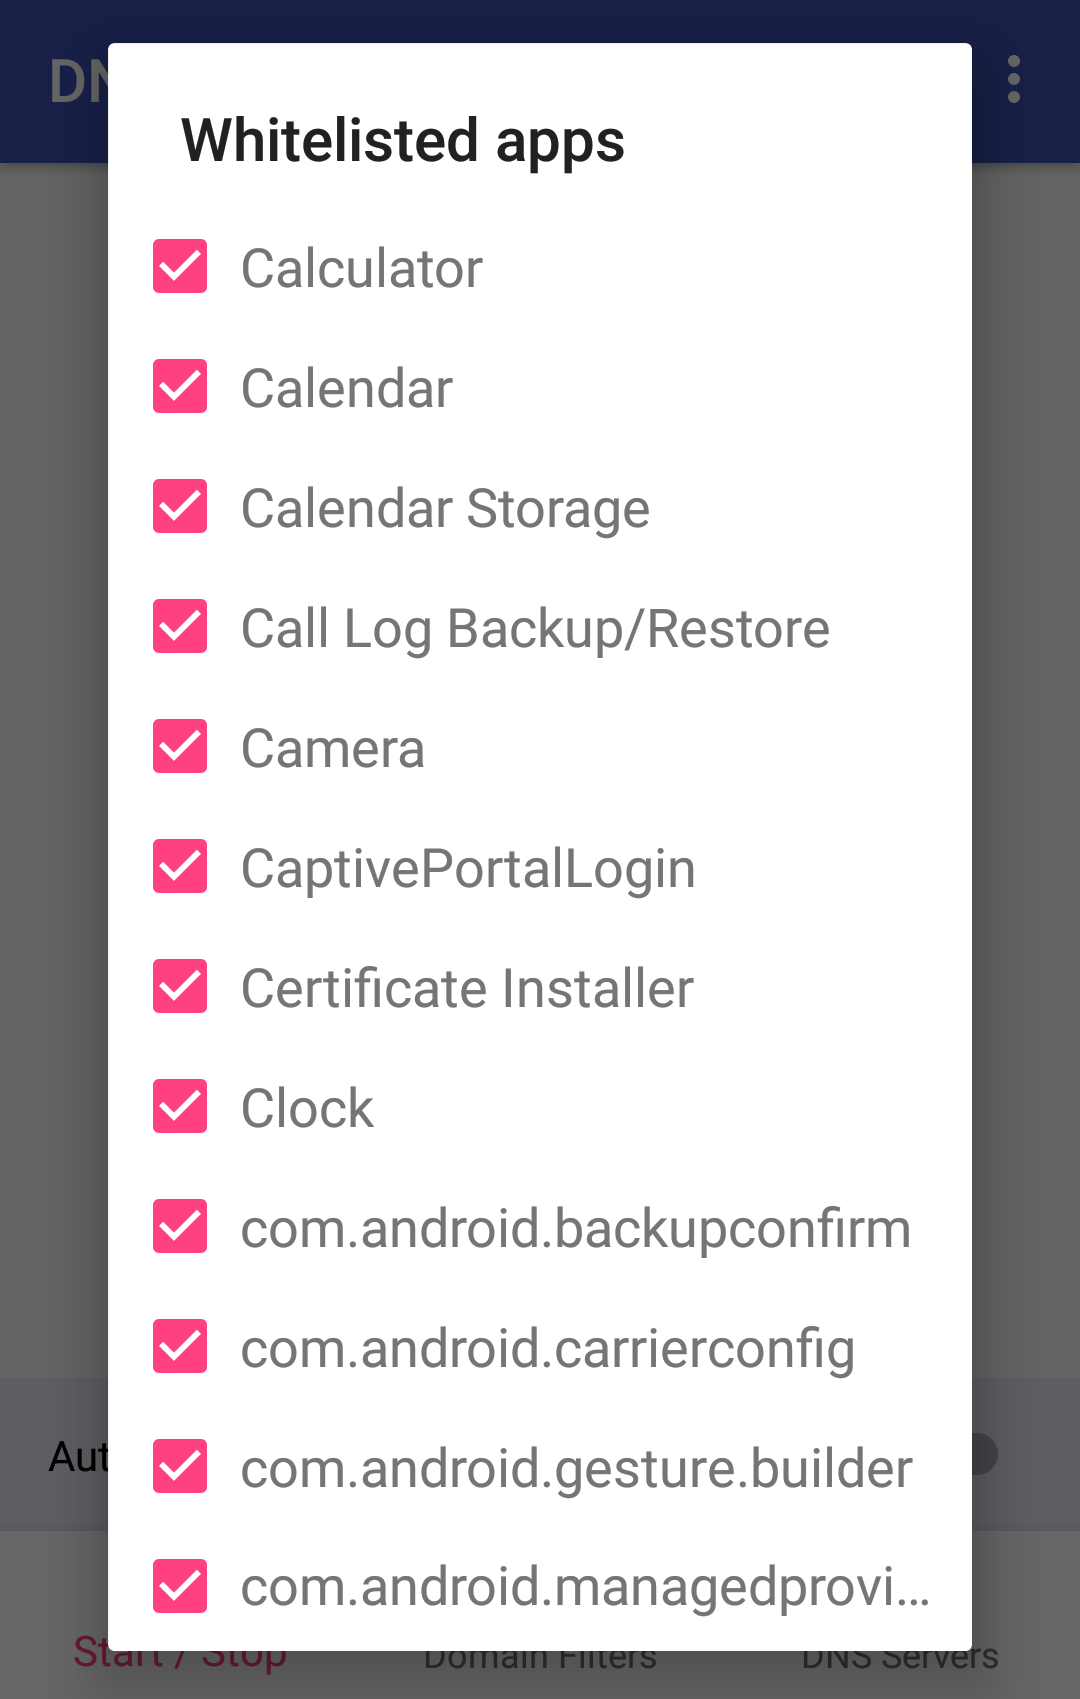 DN
Whitelisted apps
Calculator
Calendar
Calendar Storage
Call Log Backup/Restore
Camera
CaptivePortalLogin
Certificate Installer
Clock
com.android.backupconfirm
com.android.carrierconfig
com.android.gesture.builder
Aut
com.android.managedprovi...
Start / Stop
Domain Filters
DNS Servers